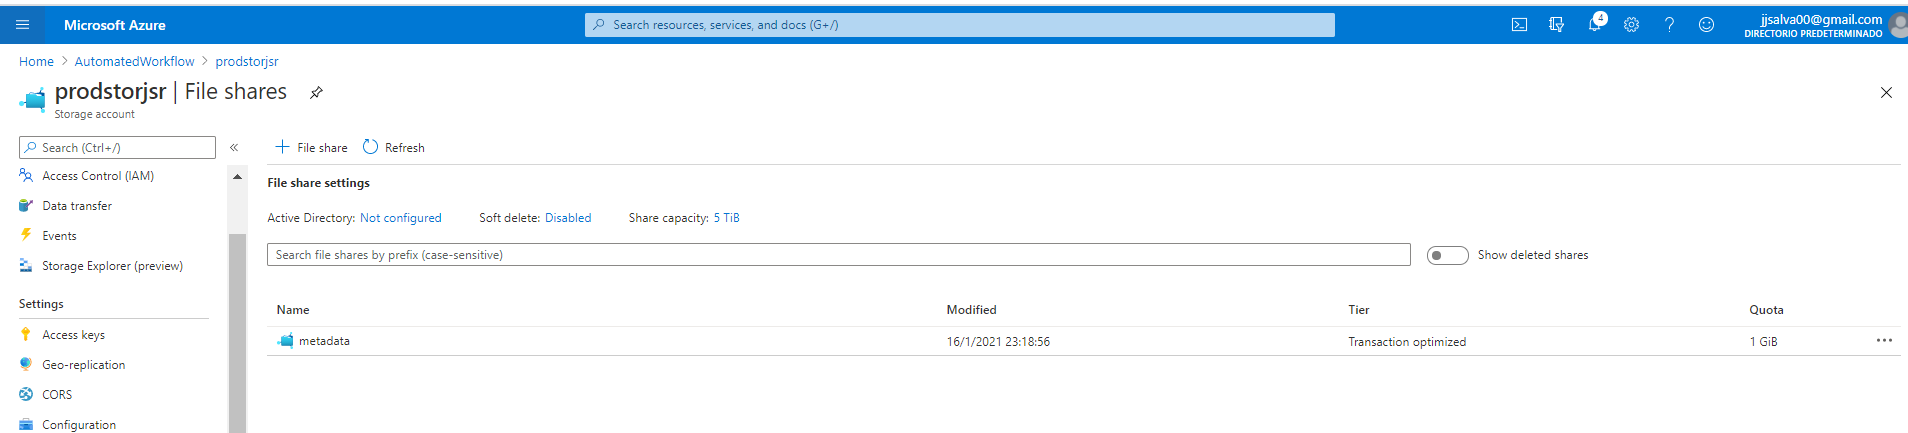 Microsoft Azure
Search resources, services, and docs (G+/)
4
jjsalva00@gmail.com
DIRECTORIO PREDETERMINADO
Home > AutomatedWorkflow > prodstorjsr
prodstorjsr | File shares
Storage account
Search (Ctrl+/)
«
Access Control (IAM)
Data transfer
Events
Storage Explorer (preview)
Settings
Access keys
Geo-replication
CORS
Configuration
+ File share Refresh
File share settings
Active Directory: Not configured Soft delete: Disabled Share capacity: 5 TiB
Search file shares by prefix (case-sensitive) Show deleted shares
Name Modified Tier Quota
metadata 16/1/2021 23:18:56 Transaction optimized 1 GiB ...